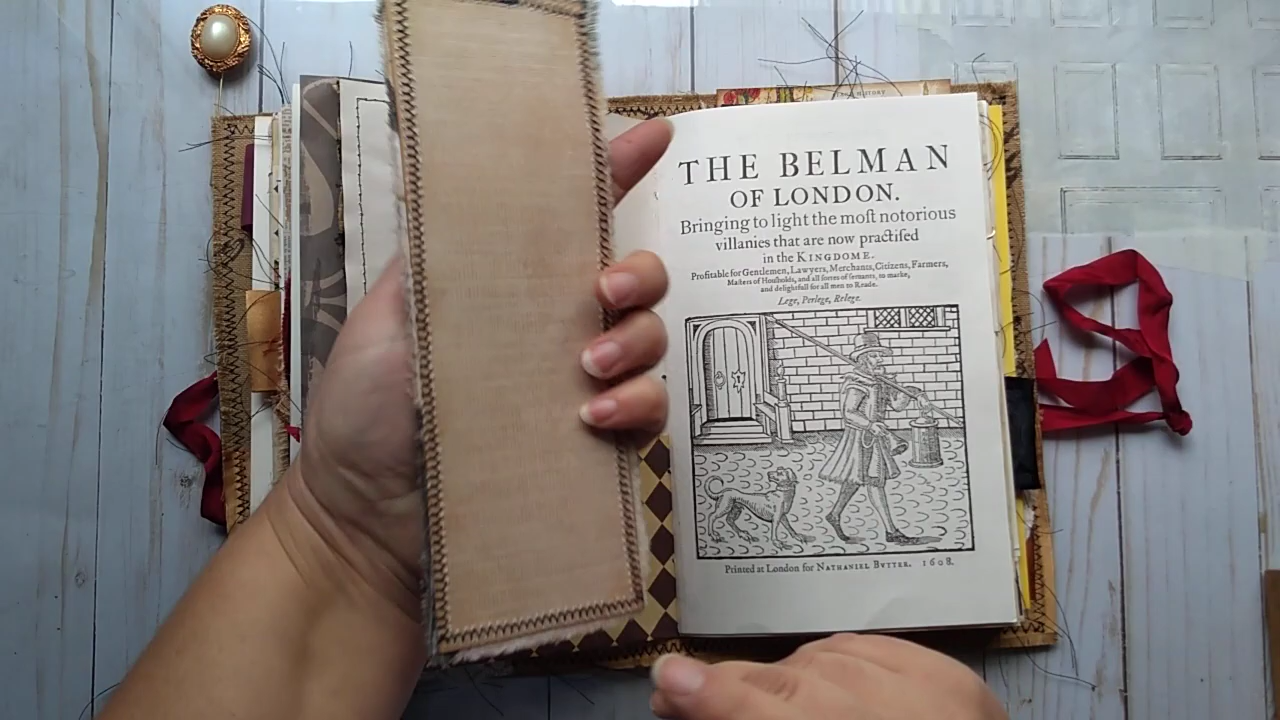 THE BELMAN
OF LONDON.
Bringing to light the moſt notorious
villanies that are now practiſed
in the KINGDOME.
Profitable for Gentlemen, Lawyers, Merchants, Citizens, Farmers,
Maſters of Houſholds, and all ſortes of ſeruants, to marke,
and delightfull for all men to Reade.
Lege, Perlege, Relege.
Printed at London for NATHANIEL BVTTER. 1608.